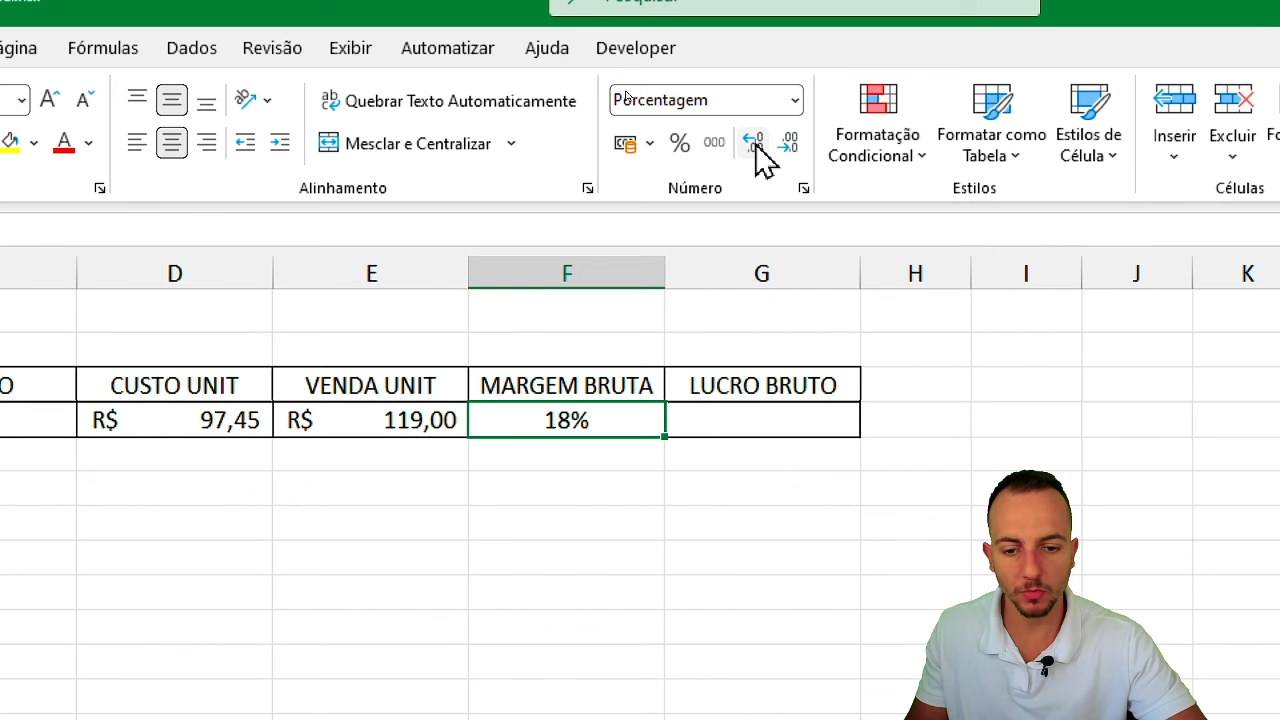 Fórmulas Dados Revisão Exibir Automatizar Ajuda Developer
Quebrar Texto Automaticamente
Mesclar e Centralizar
Alinhamento
Porcentagem
% 000
Número
Formatação Condicional
Formatar como Tabela
Estilos de Célula
Estilos
Inserir
Excluir
Células
D E F G H I J K
O CUSTO UNIT VENDA UNIT MARGEM BRUTA LUCRO BRUTO
R$ 97,45 R$ 119,00 18%